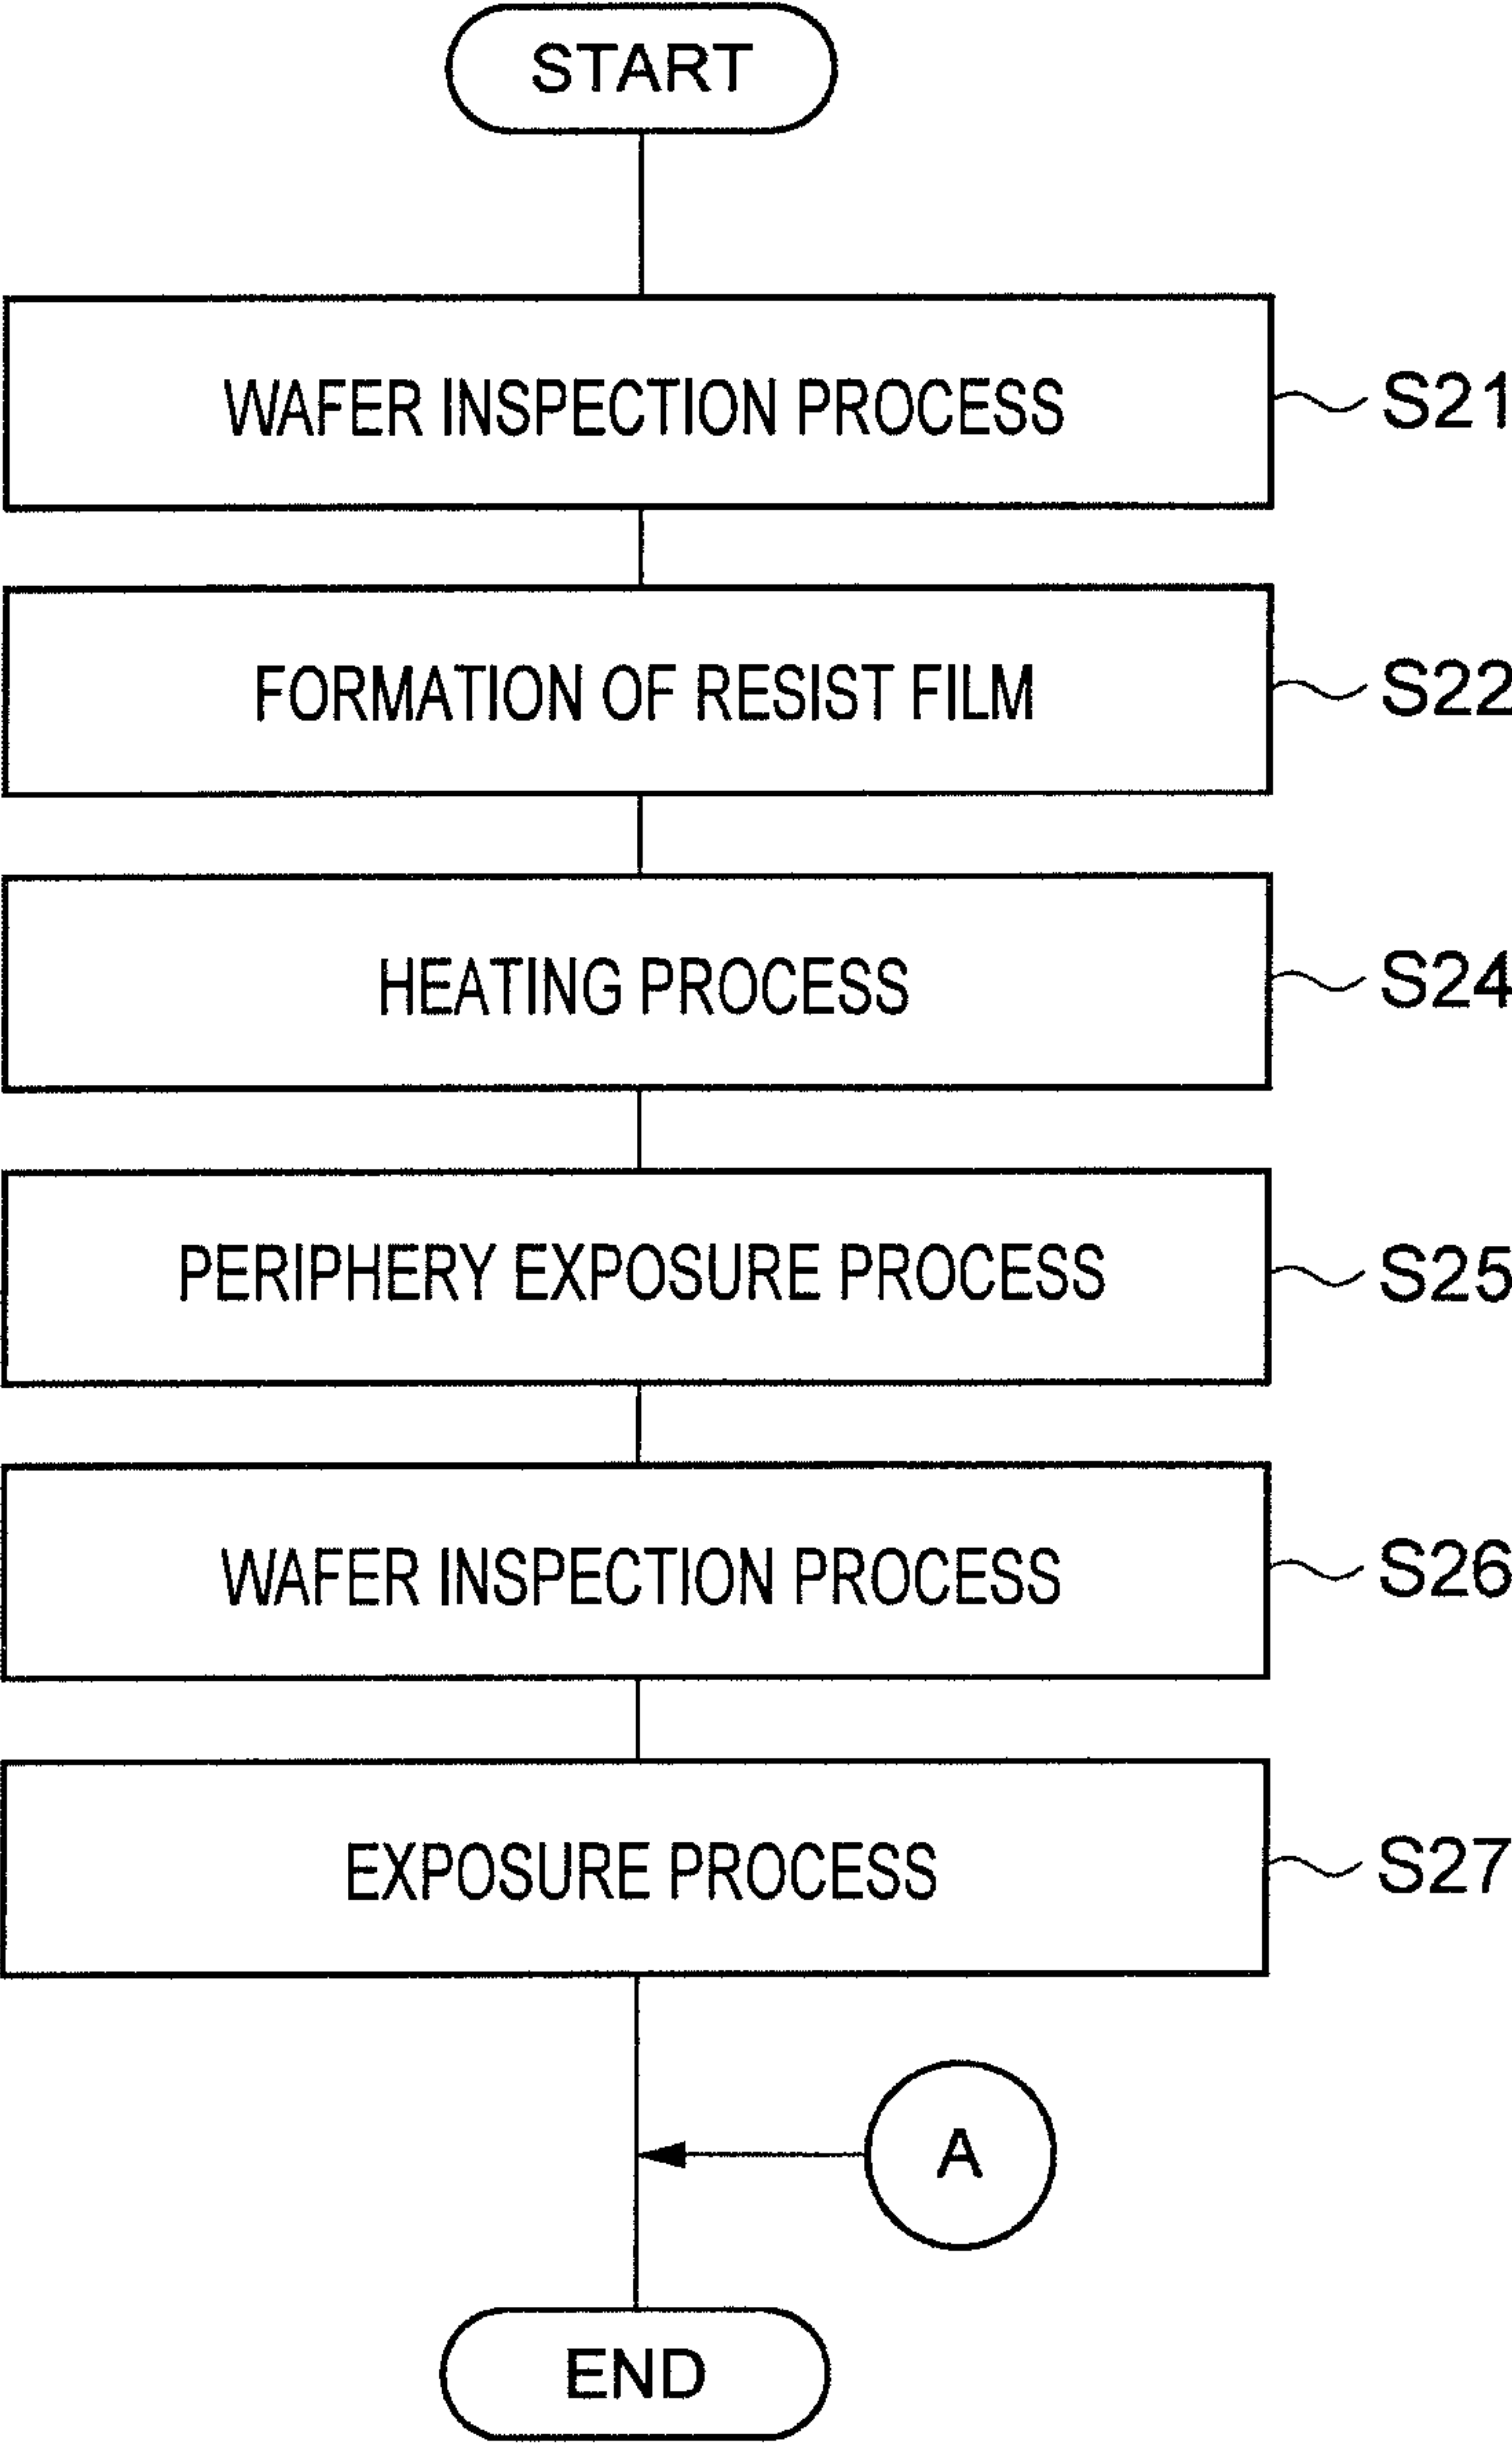 START
WAFER INSPECTION PROCESS S21
FORMATION OF RESIST FILM S22
HEATING PROCESS S24
PERIPHERY EXPOSURE PROCESS S25
WAFER INSPECTION PROCESS S26
EXPOSURE PROCESS S27
A
END